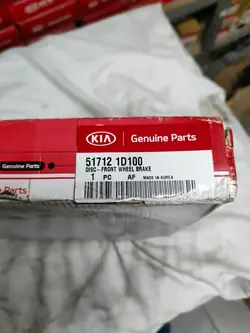 KIA Genuine Parts
Genuine Parts
51712 1D100
DISC - FRONT WHEEL BRAKE
1 PC AF MADE IN KOREA